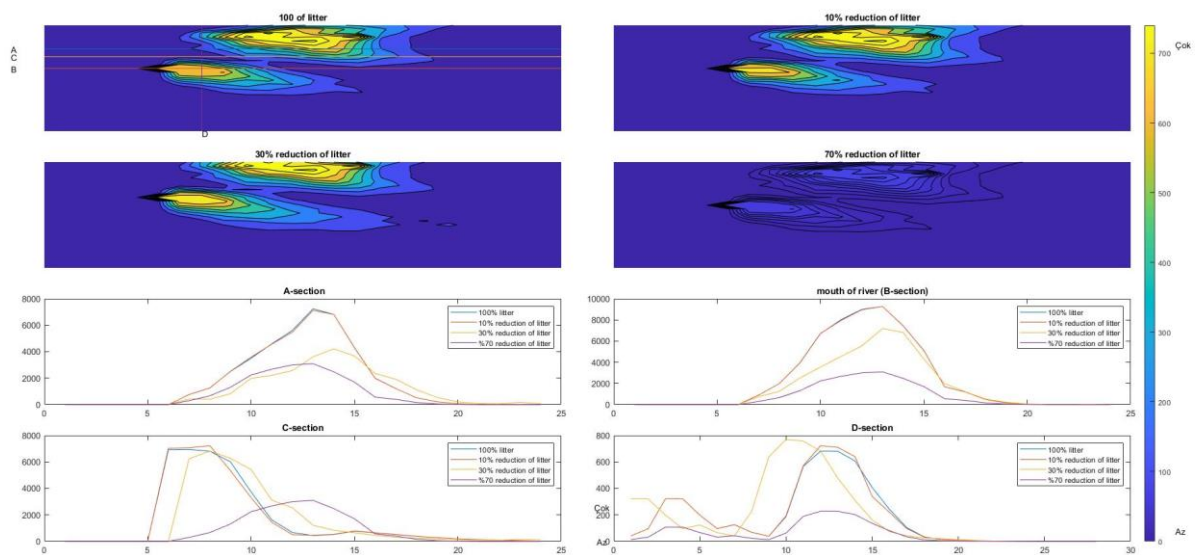 100 of litter
10% reduction of litter
A
C
B
D
30% reduction of litter
70% reduction of litter
Çok
700
600
500
400
300
200
100
0
Az
A-section
8000
6000
4000
2000
0
0 5 10 15 20 25
100% litter
10% reduction of litter
30% reduction of litter
%70 reduction of litter
mouth of river (B-section)
10000
8000
6000
4000
2000
0
0 5 10 15 20 25
100% litter
10% reduction of litter
30% reduction of litter
%70 reduction of litter
C-section
8000
6000
4000
2000
0
0 5 10 15 20 25
100% litter
10% reduction of litter
30% reduction of litter
%70 reduction of litter
D-section
800
600
400
200
0
Çok
Az
0 5 10 15 20 25 30
100% litter
10% reduction of litter
30% reduction of litter
%70 reduction of litter